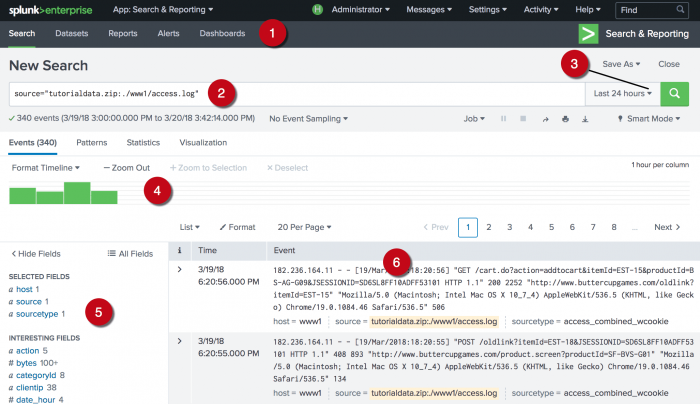 splunk>enterprise App: Search & Reporting ▾ H Administrator ▾ Messages ▾ Settings ▾ Activity ▾ Help ▾ Find
Search Datasets Reports Alerts Dashboards 1 > Search & Reporting
New Search 3 Save As ▾ Close
source="tutorialdata.zip:./www1/access.log" 2 Last 24 hours ▾
✓ 340 events (3/19/18 3:00:00.000 PM to 3/20/18 3:42:14.000 PM) No Event Sampling ▾ Job ▾ Smart Mode ▾
Events (340) Patterns Statistics Visualization
Format Timeline ▾ — Zoom Out + Zoom to Selection × Deselect 1 hour per column
4
List ▾ Format 20 Per Page ▾ < Prev 1 2 3 4 5 6 7 8 ... Next >
< Hide Fields All Fields i Time Event
6
SELECTED FIELDS
a host 1
a source 1
a sourcetype 1
5
INTERESTING FIELDS
a action 5
# bytes 100+
a categoryId 8
a clientip 38
# date_hour 4
> 3/19/18
6:20:56.000 PM
182.236.164.11 - - [19/Mar/2018:18:20:56] "GET /cart.do?action=addtocart&itemId=EST-15&productId=B
S-AG-G09&JSESSIONID=SD6SL8FF10ADFF53101 HTTP 1.1" 200 2252 "http://www.buttercupgames.com/oldlink?
itemId=EST-15" "Mozilla/5.0 (Macintosh; Intel Mac OS X 10_7_4) AppleWebKit/536.5 (KHTML, like Gec
ko) Chrome/19.0.1084.46 Safari/536.5" 506
host = www1 source = tutorialdata.zip:./www1/access.log sourcetype = access_combined_wcookie
> 3/19/18
6:20:55.000 PM
182.236.164.11 - - [19/Mar/2018:18:20:55] "POST /oldlink?itemId=EST-18&JSESSIONID=SD6SL8FF10ADFF53
101 HTTP 1.1" 408 893 "http://www.buttercupgames.com/product.screen?productId=SF-BVS-G01" "Mozill
a/5.0 (Macintosh; Intel Mac OS X 10_7_4) AppleWebKit/536.5 (KHTML, like Gecko) Chrome/19.0.1084.46
Safari/536.5" 134
host = www1 source = tutorialdata.zip:./www1/access.log sourcetype = access_combined_wcookie